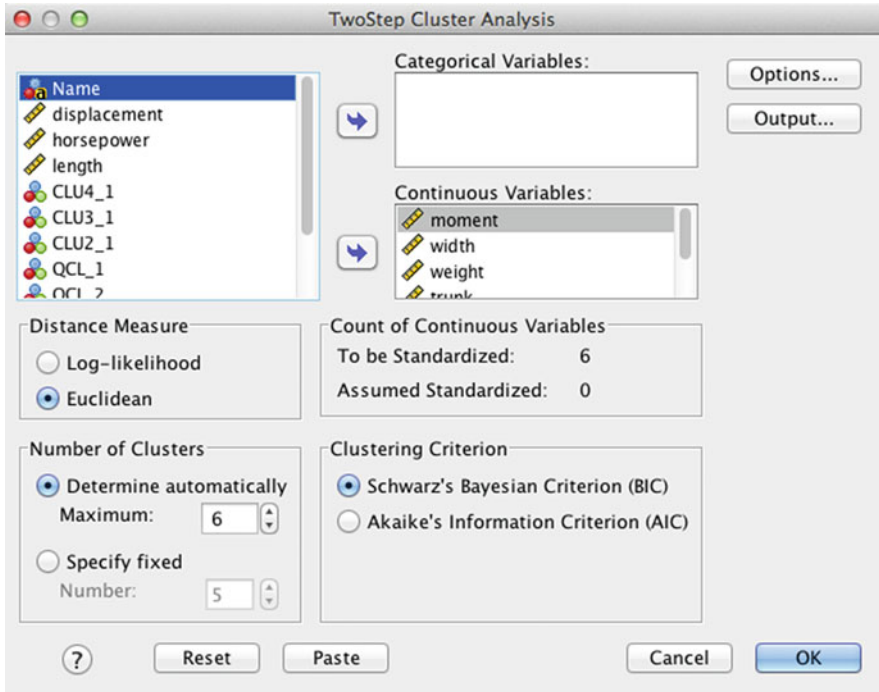 TwoStep Cluster Analysis
Categorical Variables:
Options...
Output...
a Name
displacement
horsepower
length
CLU4_1
CLU3_1
CLU2_1
QCL_1
QCL_2
Continuous Variables:
moment
width
weight
trunk
Distance Measure
Log-likelihood
Euclidean
Count of Continuous Variables
To be Standardized: 6
Assumed Standardized: 0
Number of Clusters
Determine automatically
Maximum: 6
Specify fixed
Number: 5
Clustering Criterion
Schwarz's Bayesian Criterion (BIC)
Akaike's Information Criterion (AIC)
? Reset Paste Cancel OK